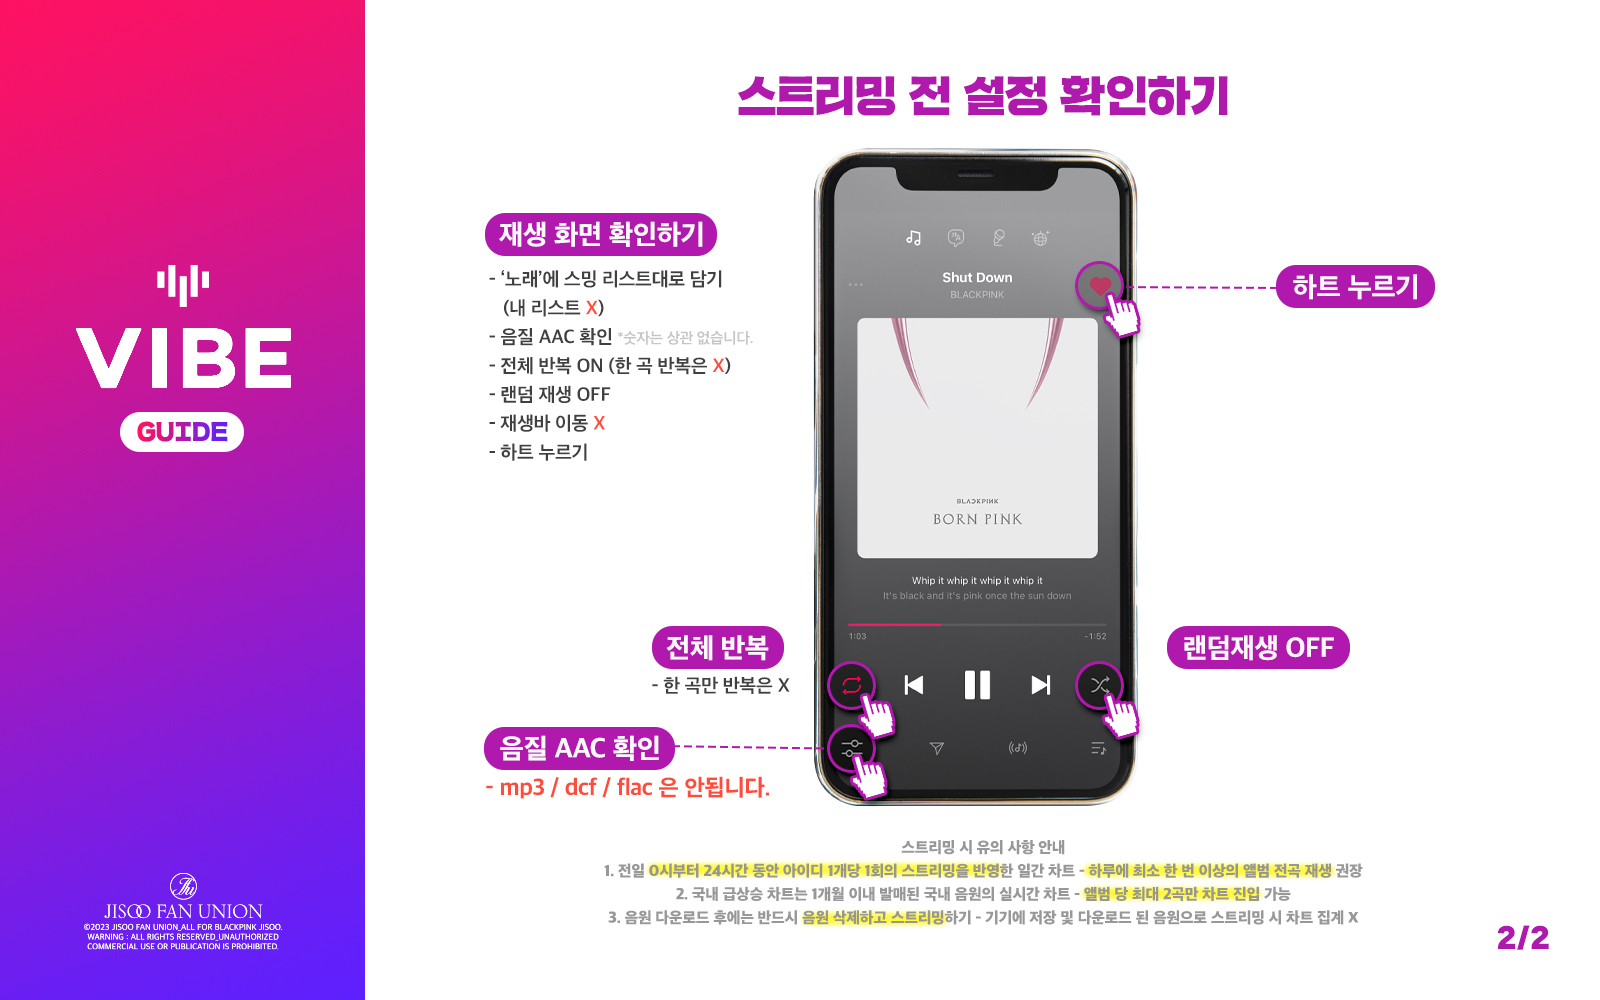 VIBE
GUIDE
JISOO FAN UNION
©2023 JISOO FAN UNION_ALL FOR BLACKPINK JISOO.
WARNING : ALL RIGHTS RESERVED_UNAUTHORIZED
COMMERCIAL USE OR PUBLICATION IS PROHIBITED.
스트리밍 전 설정 확인하기
재생 화면 확인하기
- ‘노래’에 스밍 리스트대로 담기
(내 리스트 X)
- 음질 AAC 확인 *숫자는 상관 없습니다.
- 전체 반복 ON (한 곡 반복은 X)
- 랜덤 재생 OFF
- 재생바 이동 X
- 하트 누르기
Shut Down
BLACKPINK
하트 누르기
BLACKPINK
BORN PINK
Whip it whip it whip it whip it
It's black and it's pink once the sun down
1:03
-1:52
전체 반복
- 한 곡만 반복은 X
랜덤재생 OFF
음질 AAC 확인
- mp3 / dcf / flac 은 안됩니다.
스트리밍 시 유의 사항 안내
1. 전일 0시부터 24시간 동안 아이디 1개당 1회의 스트리밍을 반영한 일간 차트 - 하루에 최소 한 번 이상의 앨범 전곡 재생 권장
2. 국내 급상승 차트는 1개월 이내 발매된 국내 음원의 실시간 차트 - 앨범 당 최대 2곡만 차트 진입 가능
3. 음원 다운로드 후에는 반드시 음원 삭제하고 스트리밍하기 - 기기에 저장 및 다운로드 된 음원으로 스트리밍 시 차트 집계 X
2/2